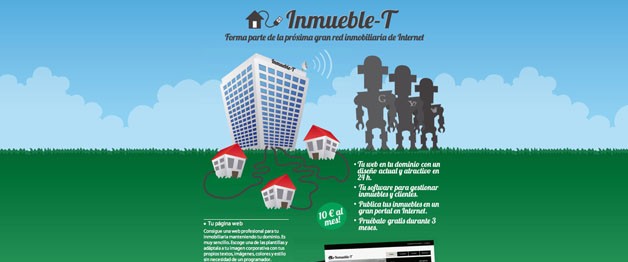 Inmueble-T
Forma parte de la próxima gran red inmobiliaria de Internet
Inmueble-T
• Tu web en tu dominio con un
diseño actual y atractivo en
24 h.
• Tu software para gestionar
inmuebles y clientes.
• Publica tus inmuebles en un
gran portal en Internet.
• Pruébalo gratis durante 3
meses.
10 € al
mes!
• Tu página web
Consigue una web profesional para tu
inmobiliaria manteniendo tu dominio. Es
muy sencillo. Escoge una de las plantillas y
adáptala a tu imagen corporativa con tus
propios textos, imágenes, colores y estilo
sin necesidad de un programador.
Inmueble-T